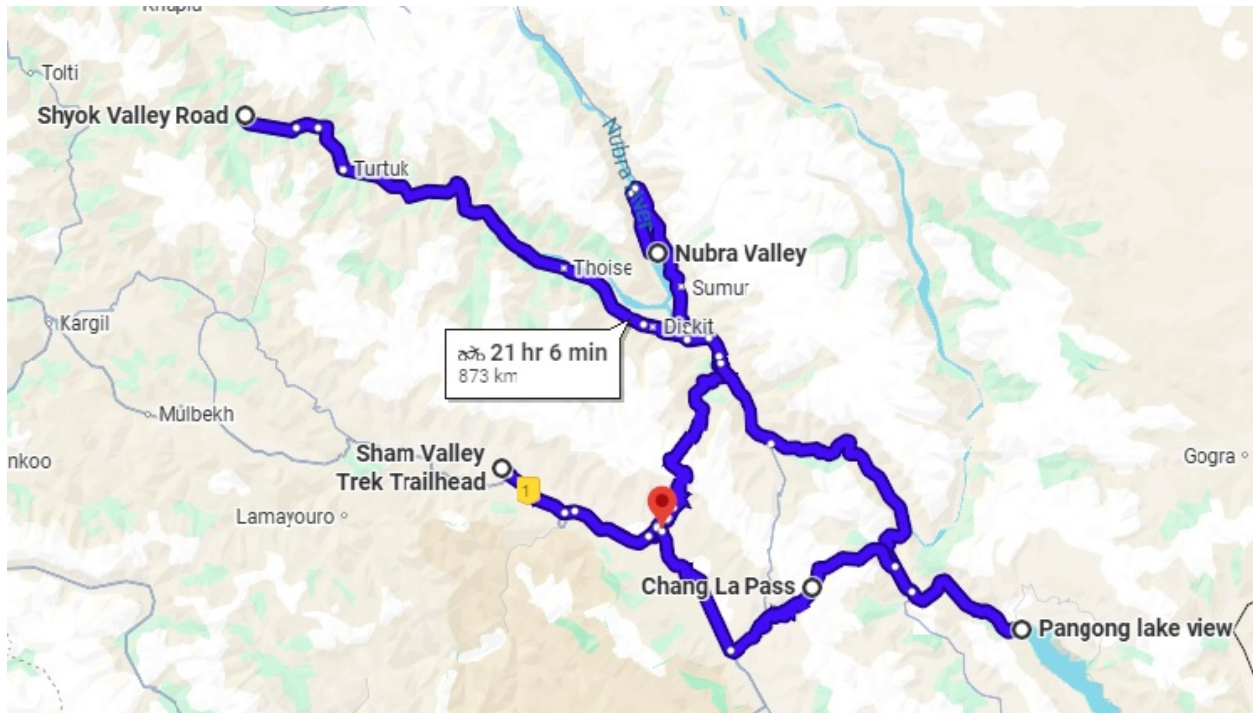 Tolti
Shyok Valley Road
Turtuk
Nubra River
Nubra Valley
Thoise
Sumur
Kargil
Diskit
21 hr 6 min
873 km
Mulbekh
Sham Valley
Trek Trailhead
nkoo
Gogra
1
Lamayouro
Chang La Pass
Pangong lake view